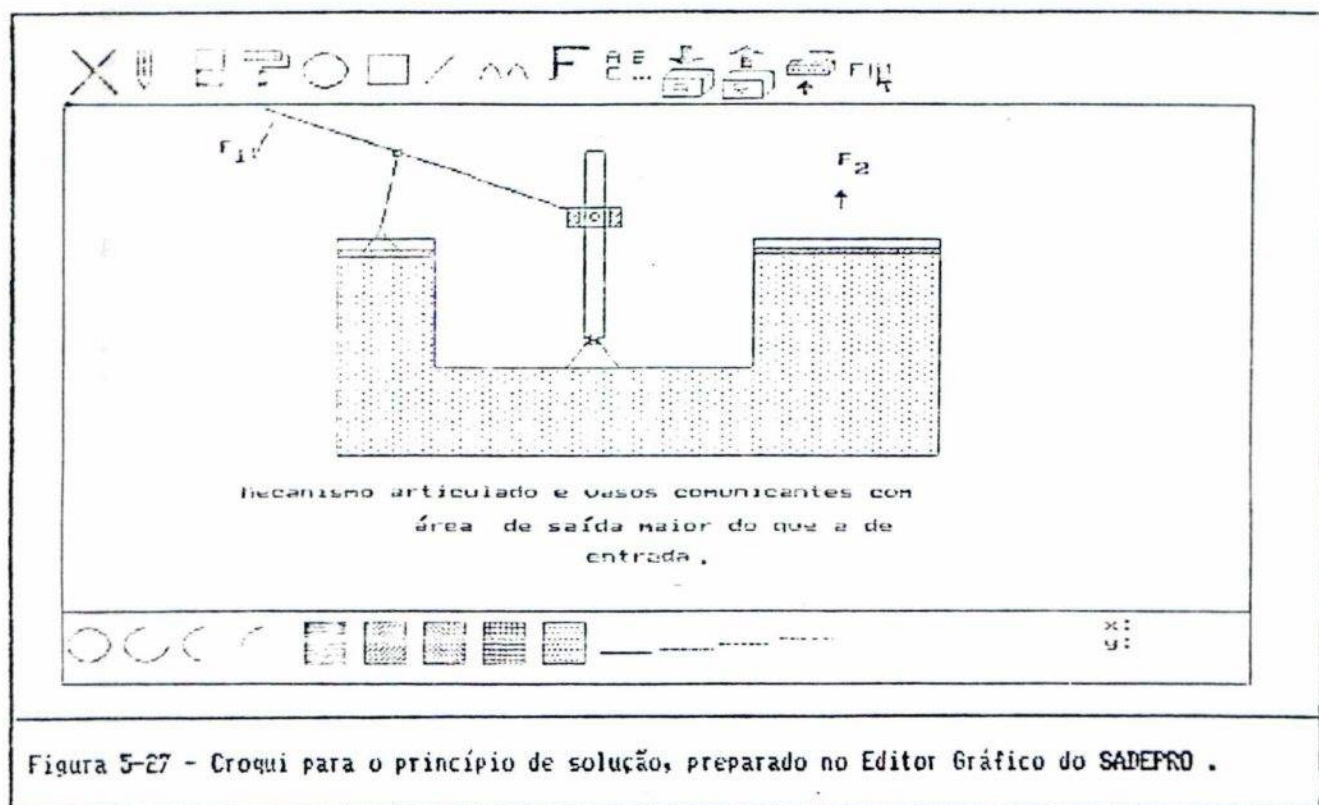 F A E
C ...
E
FIM
F1
F2
Mecanismo articulado e vasos comunicantes com
área de saída maior do que a de
entrada .
x:
y:
Figura 5-27 - Croqui para o princípio de solução, preparado no Editor Gráfico do SADEPRO .